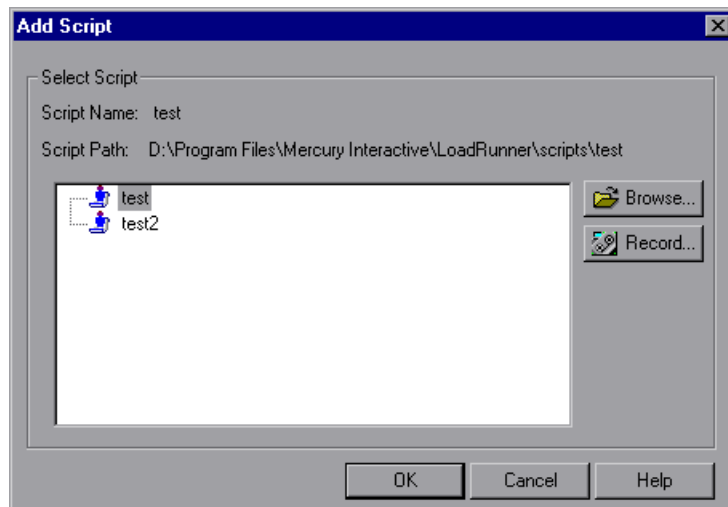 Add Script
Select Script
Script Name: test
Script Path: D:\Program Files\Mercury Interactive\LoadRunner\scripts\test
test
test2
Browse...
Record...
OK
Cancel
Help